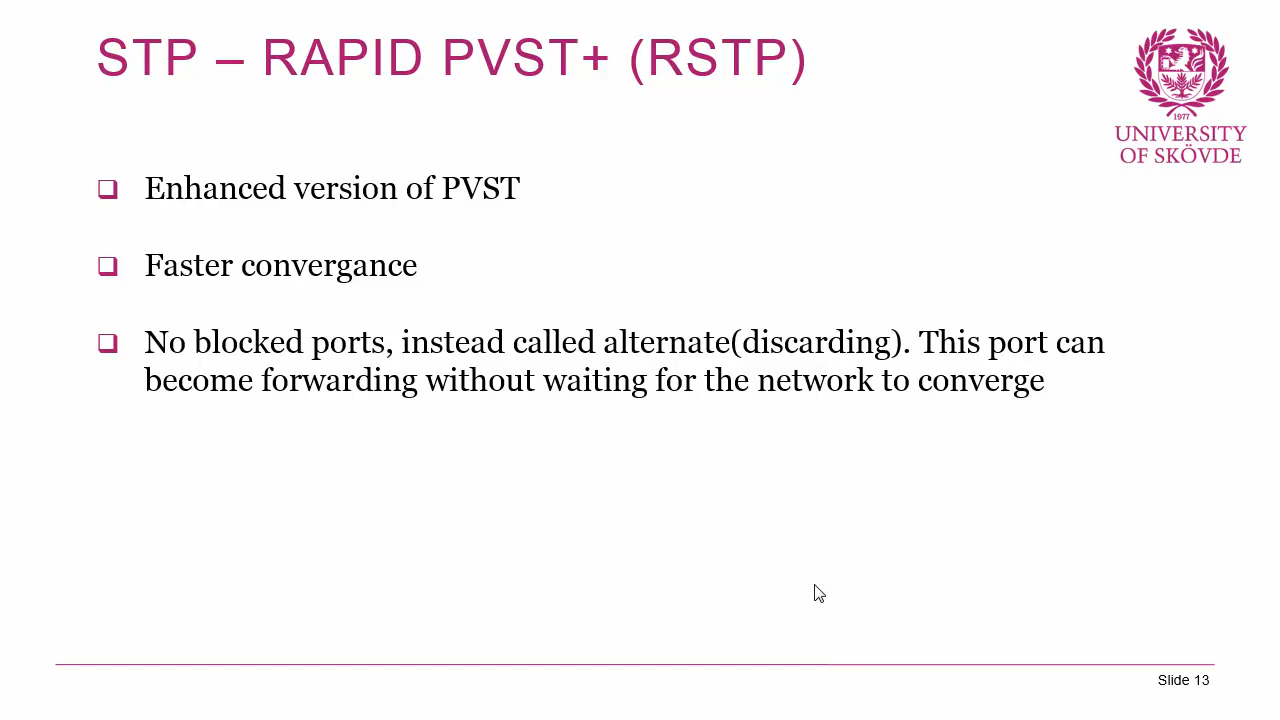 STP – RAPID PVST+ (RSTP)
1977
UNIVERSITY
OF SKÖVDE
Enhanced version of PVST
Faster convergance
No blocked ports, instead called alternate(discarding). This port can
become forwarding without waiting for the network to converge
Slide 13